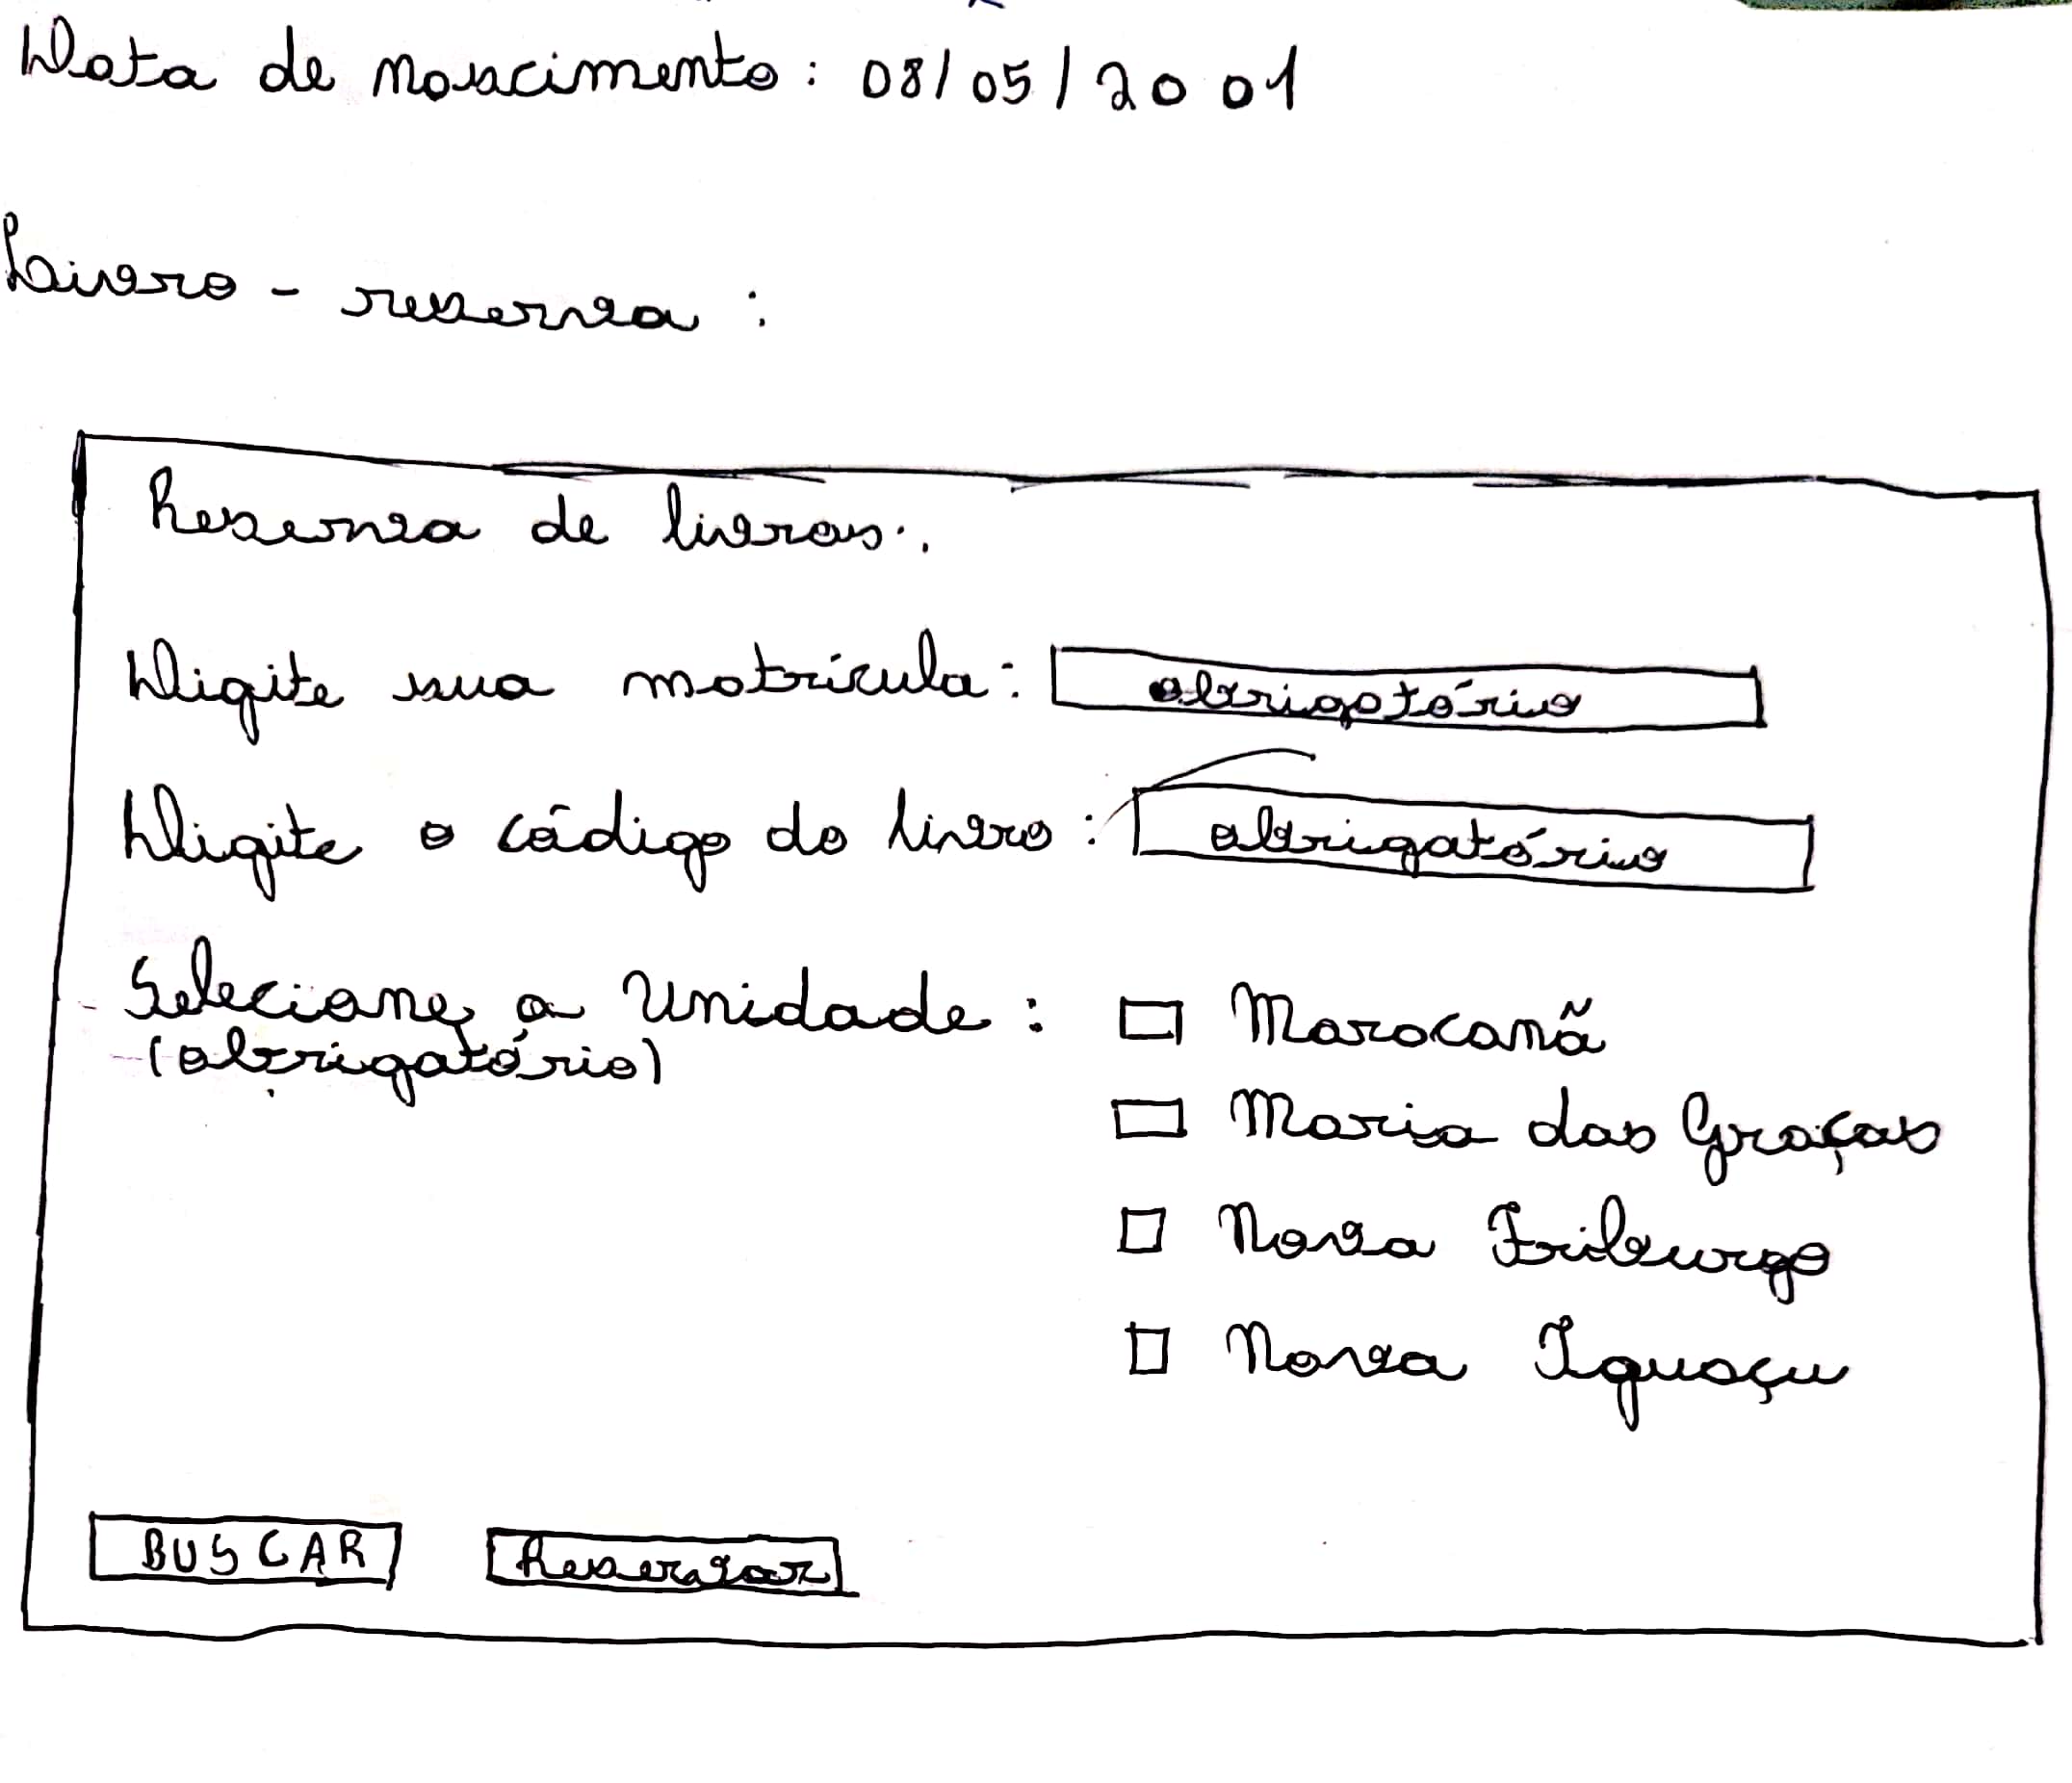 Data de Nascimento: 08/05/2001
Livro - reserva:
Reserva de livros:.
Digite sua matrícula: obrigatório
Digite o código do livro: obrigatório
Selecione a Unidade: Maracanã
(obrigatório)
Maria das Graças
Nova Friburgo
Nova Iguaçu
BUSCAR Reservar